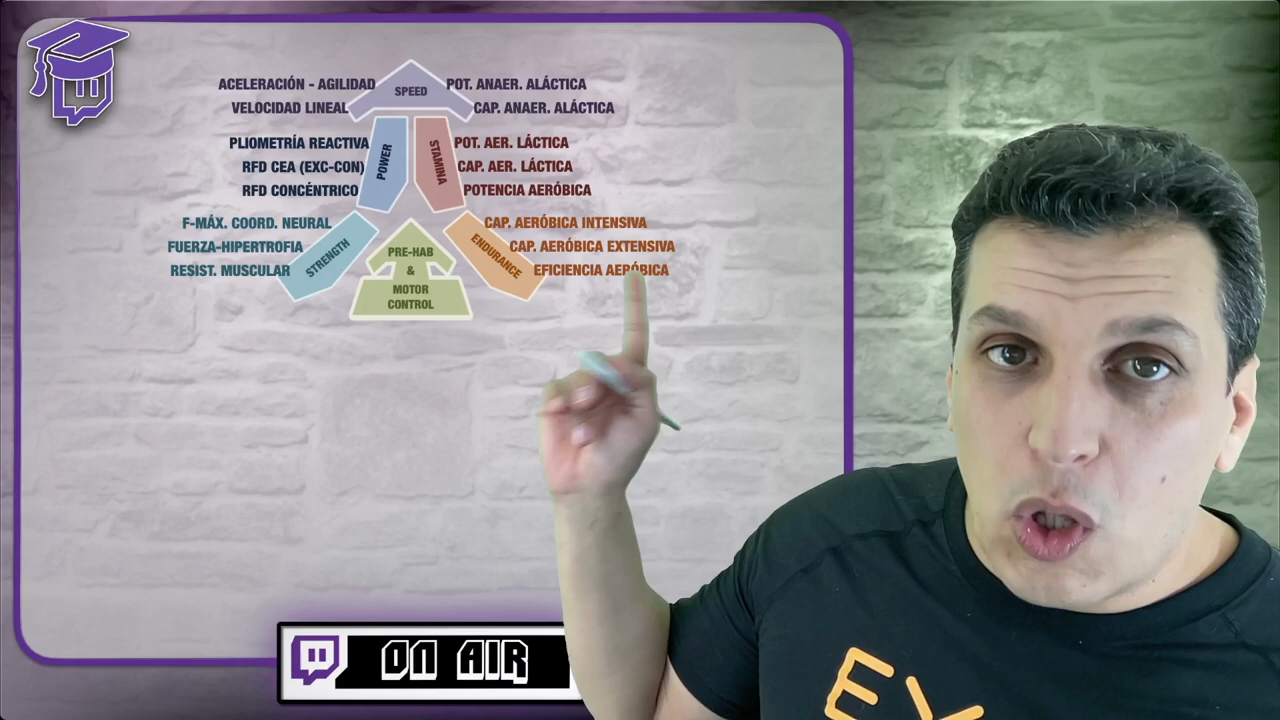 ACELERACIÓN - AGILIDAD
SPEED
POT. ANAER. ALÁCTICA
VELOCIDAD LINEAL
CAP. ANAER. ALÁCTICA
PLIOMETRÍA REACTIVA
POWER
STAMINA
POT. AER. LÁCTICA
RFD CEA (EXC-CON)
CAP. AER. LÁCTICA
RFD CONCÉNTRICO
POTENCIA AERÓBICA
F-MÁX. COORD. NEURAL
CAP. AERÓBICA INTENSIVA
FUERZA-HIPERTROFIA
STRENGTH
PRE-HAB
&
MOTOR
CONTROL
ENDURANCE
CAP. AERÓBICA EXTENSIVA
RESIST. MUSCULAR
EFICIENCIA AERÓBICA
ON AIR
EX